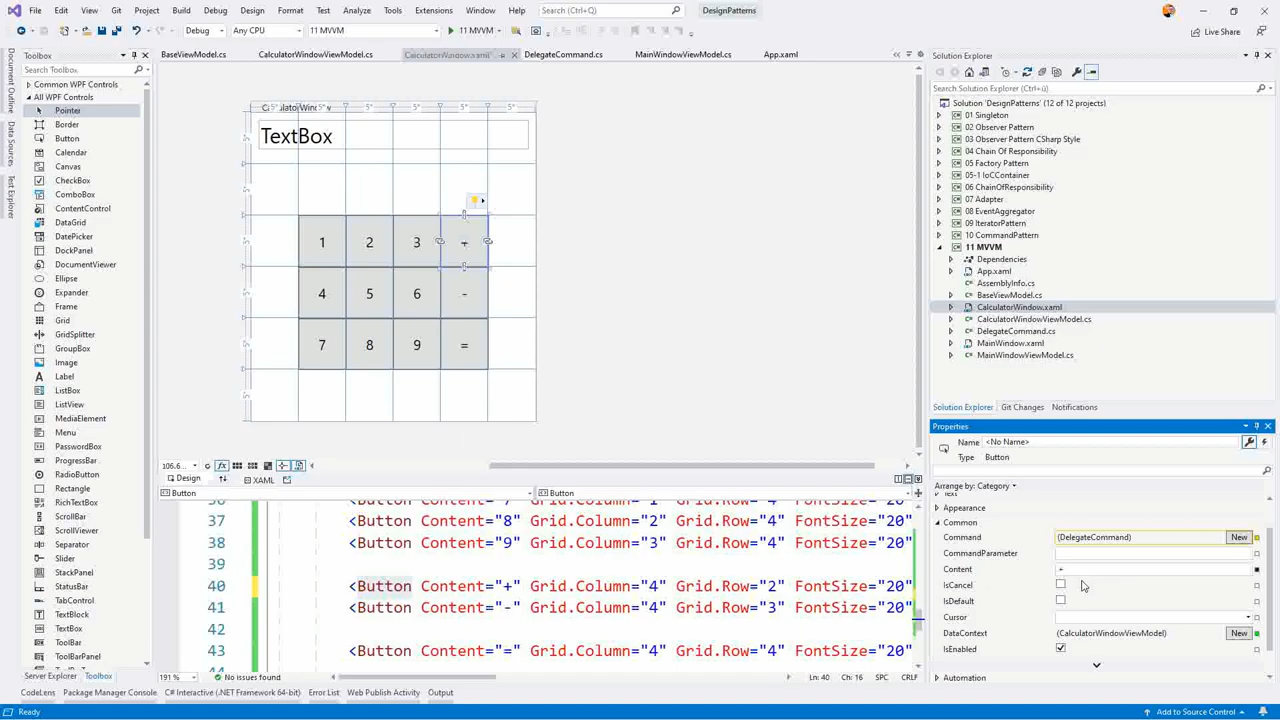 File Edit View Git Project Build Debug Design Format Test Analyze Tools Extensions Window Help Search (Ctrl+Q) DesignPatterns
Debug Any CPU 11 MVVM 11 MVVM Live Share
Toolbox
BaseViewModel.cs CalculatorWindowViewModel.cs CalculatorWindow.xaml* DelegateCommand.cs MainWindowViewModel.cs App.xaml
Document Outline
Data Sources
Test Explorer
Search Toolbox
Common WPF Controls
All WPF Controls
Pointer
Border
Button
Calendar
Canvas
CheckBox
ComboBox
ContentControl
DataGrid
DatePicker
DockPanel
DocumentViewer
Ellipse
Expander
Frame
Grid
GridSplitter
GroupBox
Image
Label
ListBox
ListView
MediaElement
Menu
PasswordBox
ProgressBar
RadioButton
Rectangle
RichTextBox
ScrollBar
ScrollViewer
Separator
Slider
StackPanel
StatusBar
TabControl
TextBlock
TextBox
ToolBar
ToolBarPanel
Server Explorer Toolbox
TextBox
1 2 3 +
4 5 6 -
7 8 9 =
Design XAML
Button Button
37 <Button Content="8" Grid.Column="2" Grid.Row="4" FontSize="20"
38 <Button Content="9" Grid.Column="3" Grid.Row="4" FontSize="20"
39
40 <Button Content="+" Grid.Column="4" Grid.Row="2" FontSize="20"
41 <Button Content="-" Grid.Column="4" Grid.Row="3" FontSize="20"
42
43 <Button Content="=" Grid.Column="4" Grid.Row="4" FontSize="20"
191 % No issues found Ln: 40 Ch: 16 SPC CRLF
Solution Explorer
Search Solution Explorer (Ctrl+ü)
Solution 'DesignPatterns' (12 of 12 projects)
01 Singleton
02 Observer Pattern
03 Observer Pattern CSharp Style
04 Chain Of Responsibility
05 Factory Pattern
05-1 IoCContainer
06 ChainOfResponsibility
07 Adapter
08 EventAggregator
09 IteratorPattern
10 CommandPattern
11 MVVM
Dependencies
App.xaml
AssemblyInfo.cs
BaseViewModel.cs
CalculatorWindow.xaml
CalculatorWindowViewModel.cs
DelegateCommand.cs
MainWindow.xaml
MainWindowViewModel.cs
Solution Explorer Git Changes Notifications
Properties
Name <No Name>
Type Button
Arrange by: Category
Text
Appearance
Common
Command (DelegateCommand) New
CommandParameter
Content +
IsCancel
IsDefault
Cursor
DataContext (CalculatorWindowViewModel) New
IsEnabled
Automation
CodeLens Package Manager Console C# Interactive (.NET Framework 64-bit) Error List Web Publish Activity Output
Ready Add to Source Control